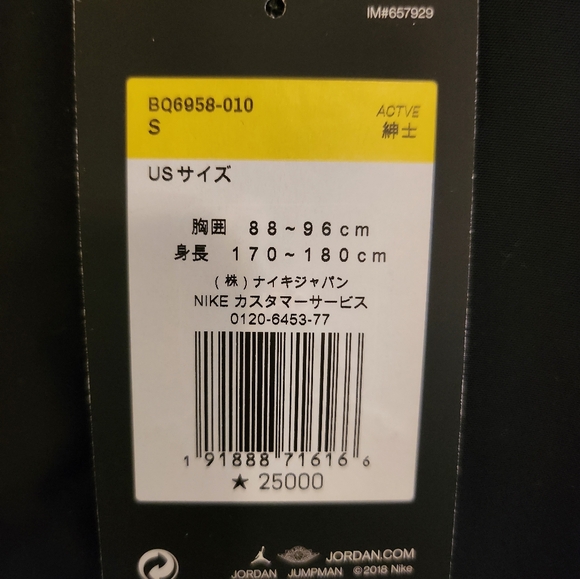 IM#657929
BQ6958-010
ACTVE
S
紳士
USサイズ
胸囲 88~96cm
身長 170~180cm
(株)ナイキジャパン
NIKE カスタマーサービス
0120-6453-77
1 91888 71616 6
★ 25000
JORDAN.COM
JORDAN JUMPMAN ©2018 Nike